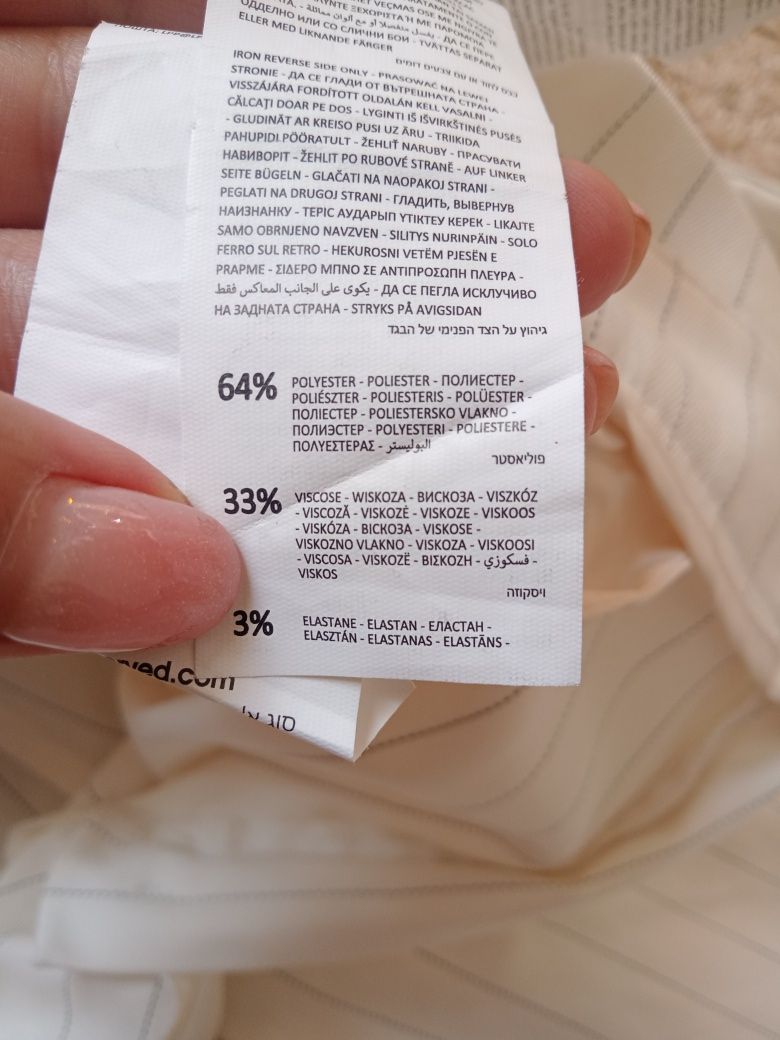 ОДДЕЛНО ИЛИ СО СЛИЧНИ БОИ - TVÄTTAS SEPARAT
ELLER MED LIKNANDE FÄRGER
IRON REVERSE SIDE ONLY - PRASOWAĆ NA LEWEJ
STRONIE - ДА СЕ ГЛАДИ ОТ ВЪТРЕШНАТА СТРАНА -
VISSZÁJÁRA FORDÍTOTT OLDALÁN KELL VASALNI -
CĂLCAȚI DOAR PE DOS - LYGINTI IŠ IŠVIRKŠTINĖS PUSĖS
- GLUDINĀT AR KREISO PUSI UZ ĀRU - TRIIKIDA
PAHUPIDI PÖÖRATULT - ŽEHLIŤ NARUBY - ПРАСУВАТИ
НАВИВОРІТ - ŽEHLIT PO RUBOVÉ STRANĚ - AUF LINKER
SEITE BÜGELN - GLAČATI NA NAOPAKOJ STRANI -
PEGLATI NA DRUGOJ STRANI - ГЛАДИТЬ, ВЫВЕРНУВ
НАИЗНАНКУ - ТЕРІС АУДАРЫП ҮТІКТЕУ КЕРЕК - LIKAJTE
SAMO OBRNJENO NAVZVEN - SILITYS NURINPÄIN - SOLO
FERRO SUL RETRO - HEKUROSNI VETËM PJESËN E
PRAPME - ΣΙΔΕΡΟ ΜΠΝΟ ΣΕ ΑΝΤΙΠΡΟΣΩΠΗ ΠΛΕΥΡΑ -
يكوى على الجانب المعاكس فقط - ДА СЕ ПЕГЛА ИСКЛУЧИВО
НА ЗАДНАТА СТРАНА - STRYKS PÅ AVIGSIDAN
גיהוץ על הצד הפנימי של הבגד
64% POLYESTER - POLIESTER - ПОЛИЕСТЕР -
POLIÉSZTER - POLIESTERIS - POLÜESTER -
ПОЛІЕСТЕР - POLIESTERSKO VLAKNO -
ПОЛИЭСТЕР - POLYESTERI - POLIESTERE -
ΠΟΛΥΕΣΤΕΡΑΣ - البوليستر
פוליאסטר
33% VISCOSE - WISKOZA - ВИСКОЗА - VISZKÓZ
- VISCOZĂ - VISKOZĖ - VISKOZE - VISKOOS
- VISKÓZA - ВІСКОЗА - VISKOSE -
VISKOZNO VLAKNO - VISKOZA - VISKOOSI
- VISCOSA - VISKOZË - ΒΙΣΚΟΖΗ - فسكوزي -
VISKOS
ויסקוזה
3% ELASTANE - ELASTAN - ЕЛАСТАН -
ELASZTÁN - ELASTANAS - ELASTĀNS -